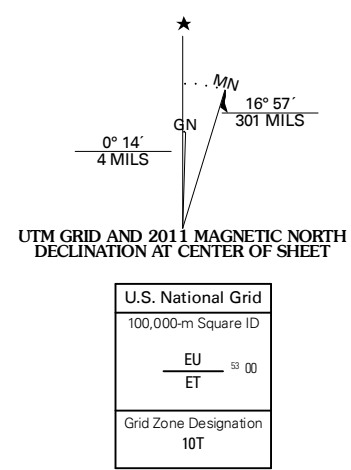 ★
MN
16° 57´
301 MILS
GN
0° 14´
4 MILS
UTM GRID AND 2011 MAGNETIC NORTH
DECLINATION AT CENTER OF SHEET
U.S. National Grid
100,000-m Square ID
EU
53 00
ET
Grid Zone Designation
10T